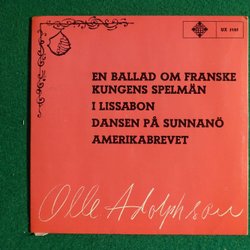 EN BALLAD OM FRANSKE
KUNGENS SPELMÄN
I LISSABON
DANSEN PÅ SUNNANÖ
AMERIKABREVET
Olle Adolphson